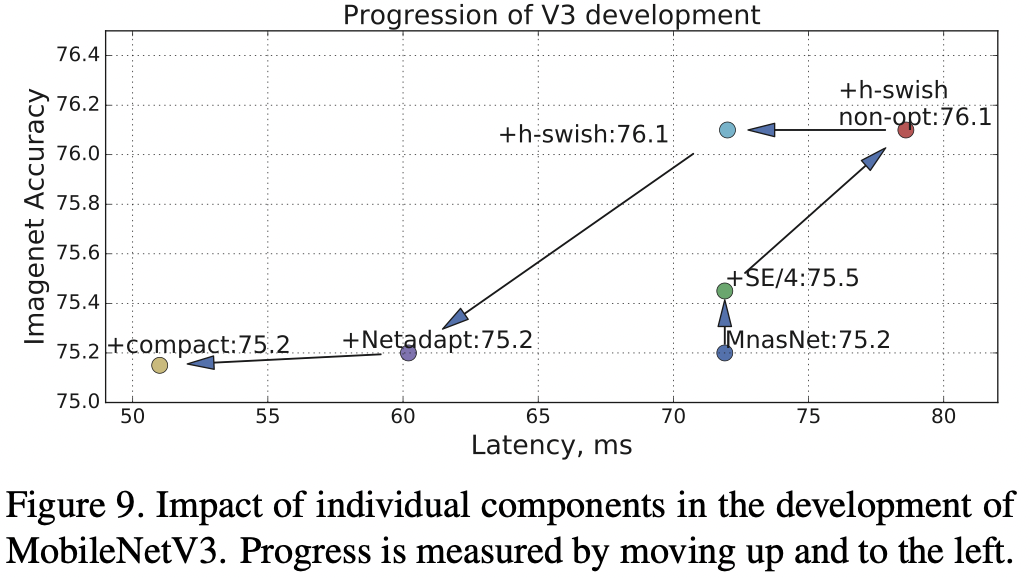 Progression of V3 development
Imagenet Accuracy
76.4
76.2
76.0
75.8
75.6
75.4
75.2
75.0
+h-swish
non-opt:76.1
+h-swish:76.1
+SE/4:75.5
MnasNet:75.2
+Netadapt:75.2
+compact:75.2
50 55 60 65 70 75 80
Latency, ms
Figure 9. Impact of individual components in the development of
MobileNetV3. Progress is measured by moving up and to the left.